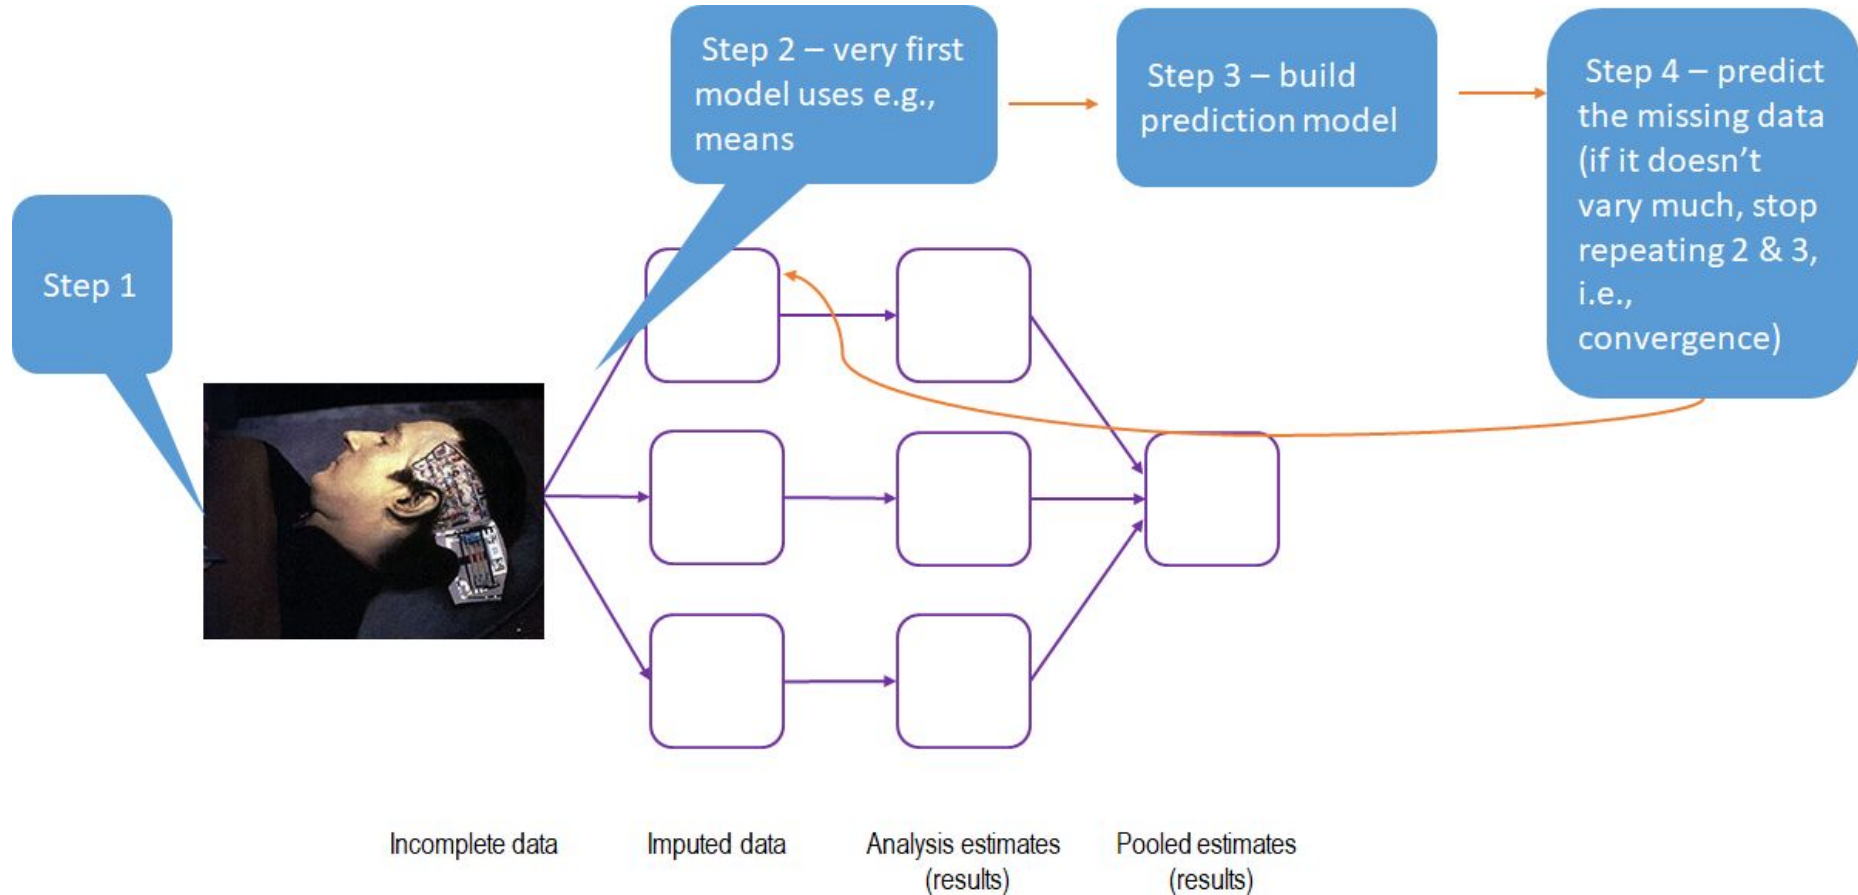 Step 1
Step 2 – very first
model uses e.g.,
means
Step 3 – build
prediction model
Step 4 – predict
the missing data
(if it doesn’t
vary much, stop
repeating 2 & 3,
i.e.,
convergence)
Incomplete data
Imputed data
Analysis estimates
(results)
Pooled estimates
(results)